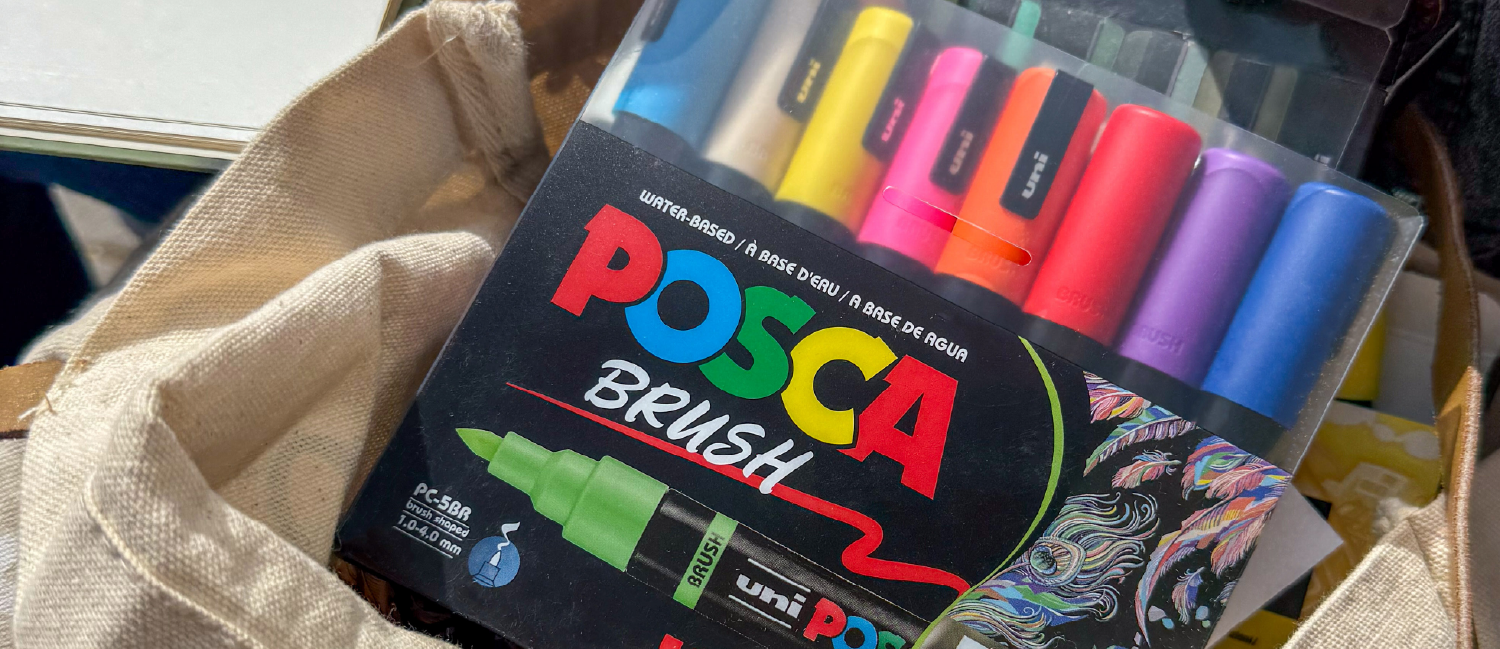 uni
uni
uni
uni
BRUSH
BRUSH
BRUSH
WATER-BASED / À BASE D'EAU / A BASE DE AGUA
POSCA
BRUSH
PC-5BR
brush shaped
1.0-4.0 mm
BRUSH
uni POS